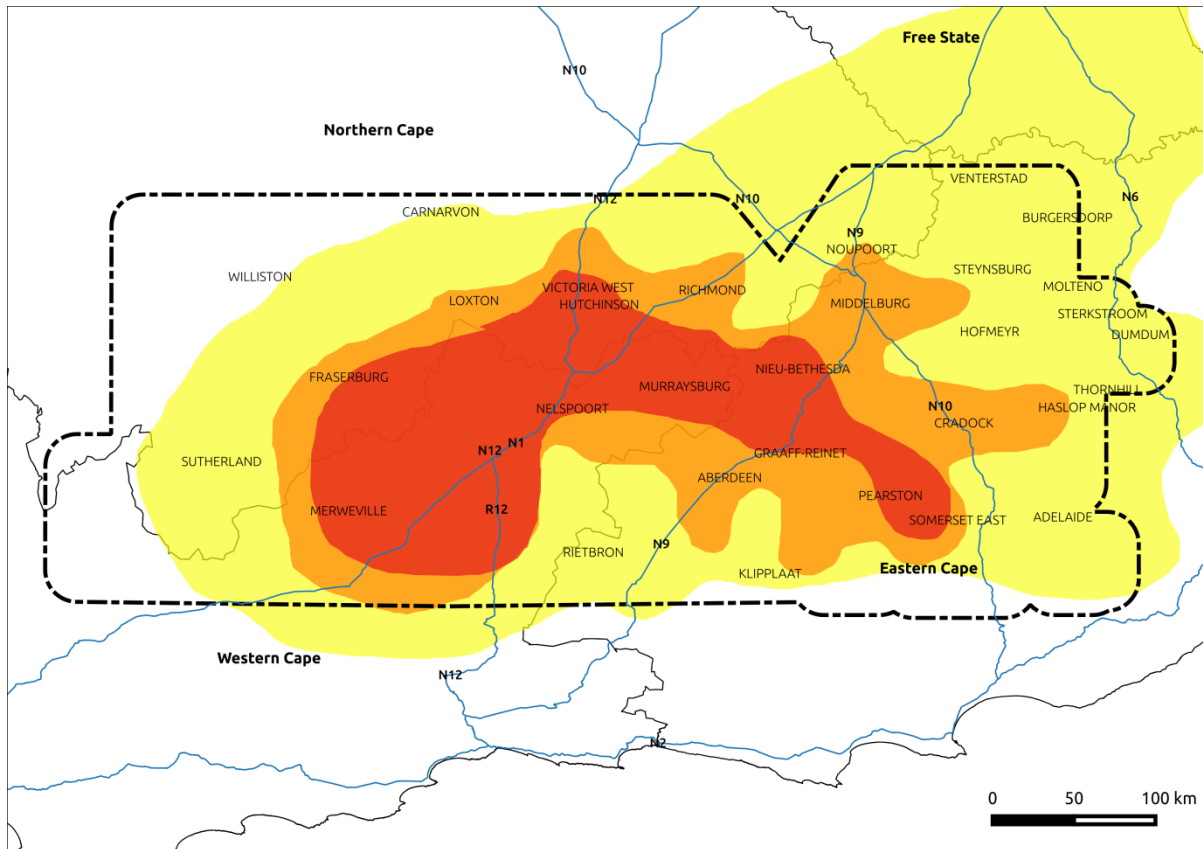 Free State
N10
Northern Cape
VENTERSTAD
N12
N10
N6
CARNARVON
BURGERSDORP
N9
NOUPOORT
WILLISTON
STEYNSBURG
VICTORIA WEST
RICHMOND
MOLTENO
LOXTON
HUTCHINSON
MIDDELBURG
STERKSTROOM
HOFMEYR
DUMDUM
FRASERBURG
NIEU-BETHESDA
MURRAYSBURG
THORNHILL
NELSPOORT
N10
HASLOP MANOR
CRADOCK
N1
N12
GRAAFF-REINET
SUTHERLAND
ABERDEEN
PEARSTON
MERWEVILLE
R12
SOMERSET EAST
ADELAIDE
RIETBRON
N9
KLIPPLAAT
Eastern Cape
Western Cape
N12
N2
0 50 100 km